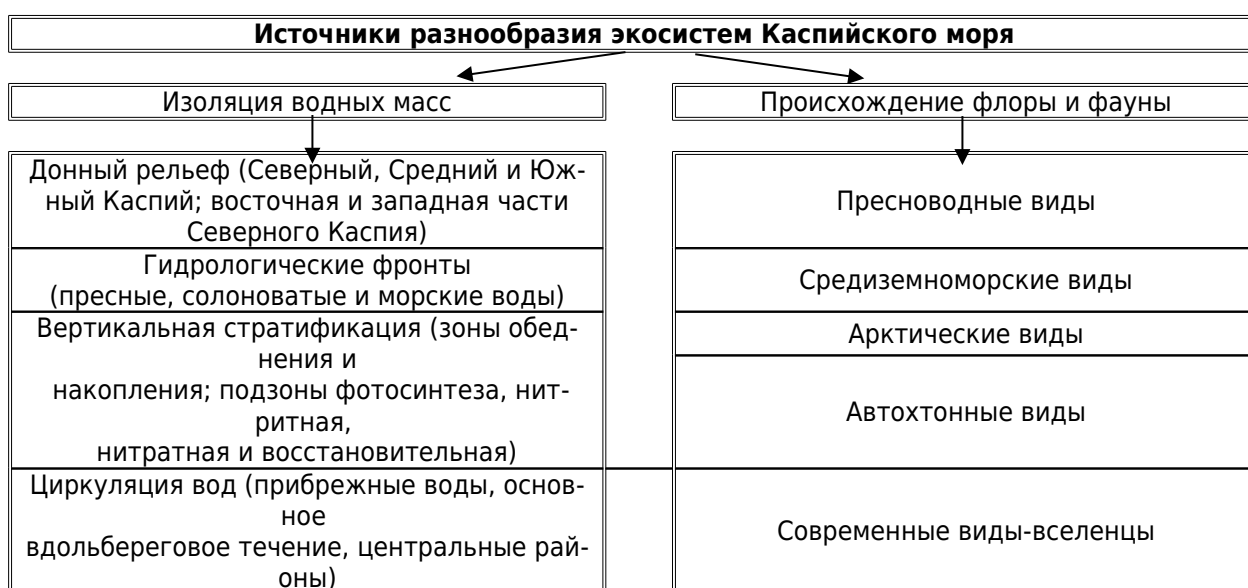 Источники разнообразия экосистем Каспийского моря
Изоляция водных масс
Происхождение флоры и фауны
Донный рельеф (Северный, Средний и Юж-
ный Каспий; восточная и западная части
Северного Каспия)
Пресноводные виды
Гидрологические фронты
(пресные, солоноватые и морские воды)
Средиземноморские виды
Вертикальная стратификация (зоны обед-
нения и
накопления; подзоны фотосинтеза, нит-
ритная,
нитратная и восстановительная)
Арктические виды
Автохтонные виды
Циркуляция вод (прибрежные воды, основ-
ное
вдольбереговое течение, центральные рай-
оны)
Современные виды-вселенцы